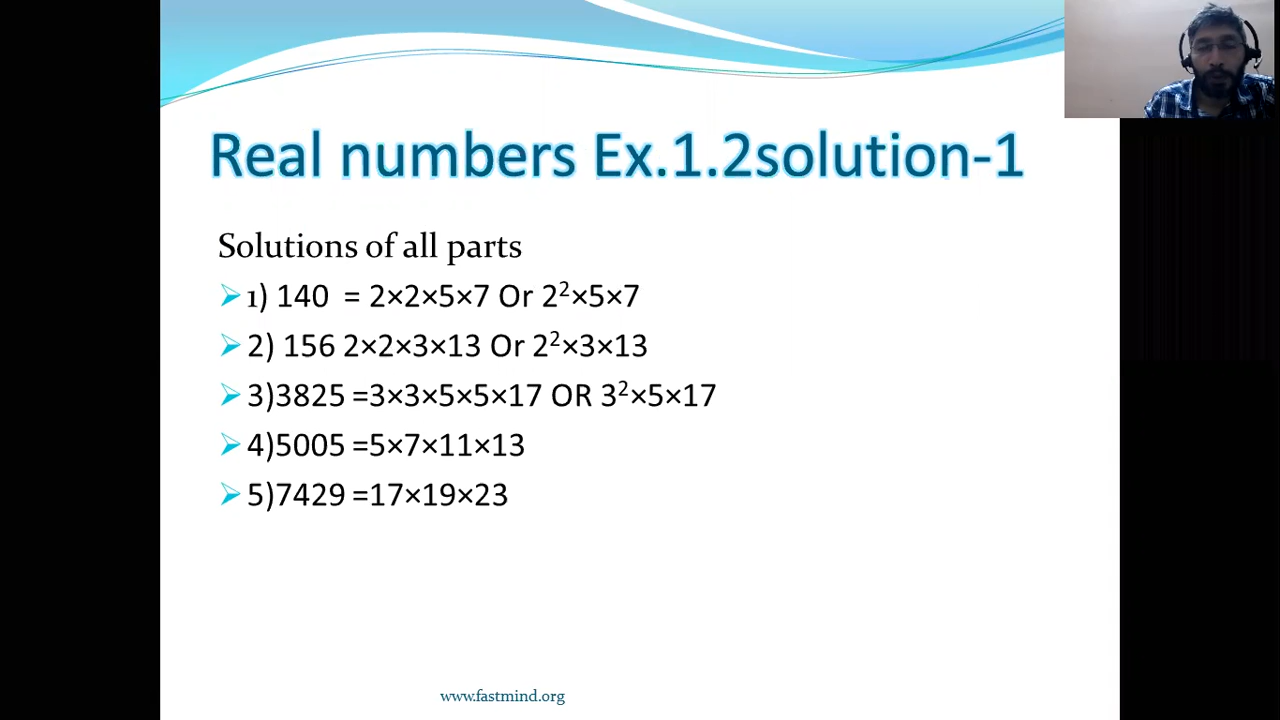 Real numbers Ex.1.2solution-1
Solutions of all parts
1) 140 = 2×2×5×7 Or 2²×5×7
2) 156 2×2×3×13 Or 2²×3×13
3)3825 =3×3×5×5×17 OR 3²×5×17
4)5005 =5×7×11×13
5)7429 =17×19×23
www.fastmind.org